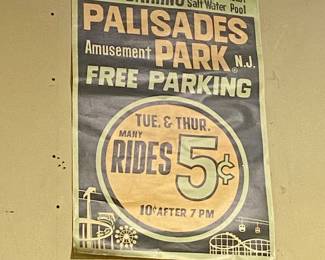 Salt Water Pool
PALISADES
Amusement PARK N.J.
®
FREE PARKING
TUE. & THUR.
MANY
RIDES 5¢
10¢ AFTER 7 PM